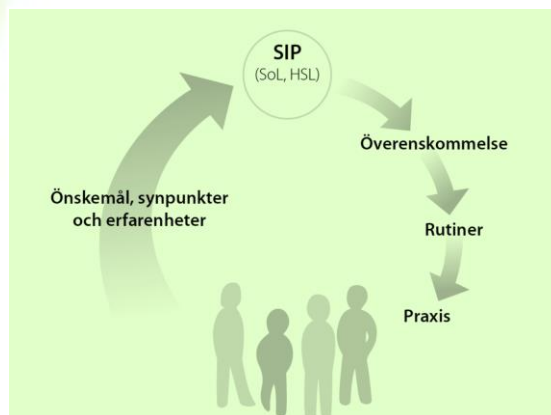 SIP
(SoL, HSL)
Överenskommelse
Rutiner
Praxis
Önskemål, synpunkter
och erfarenheter